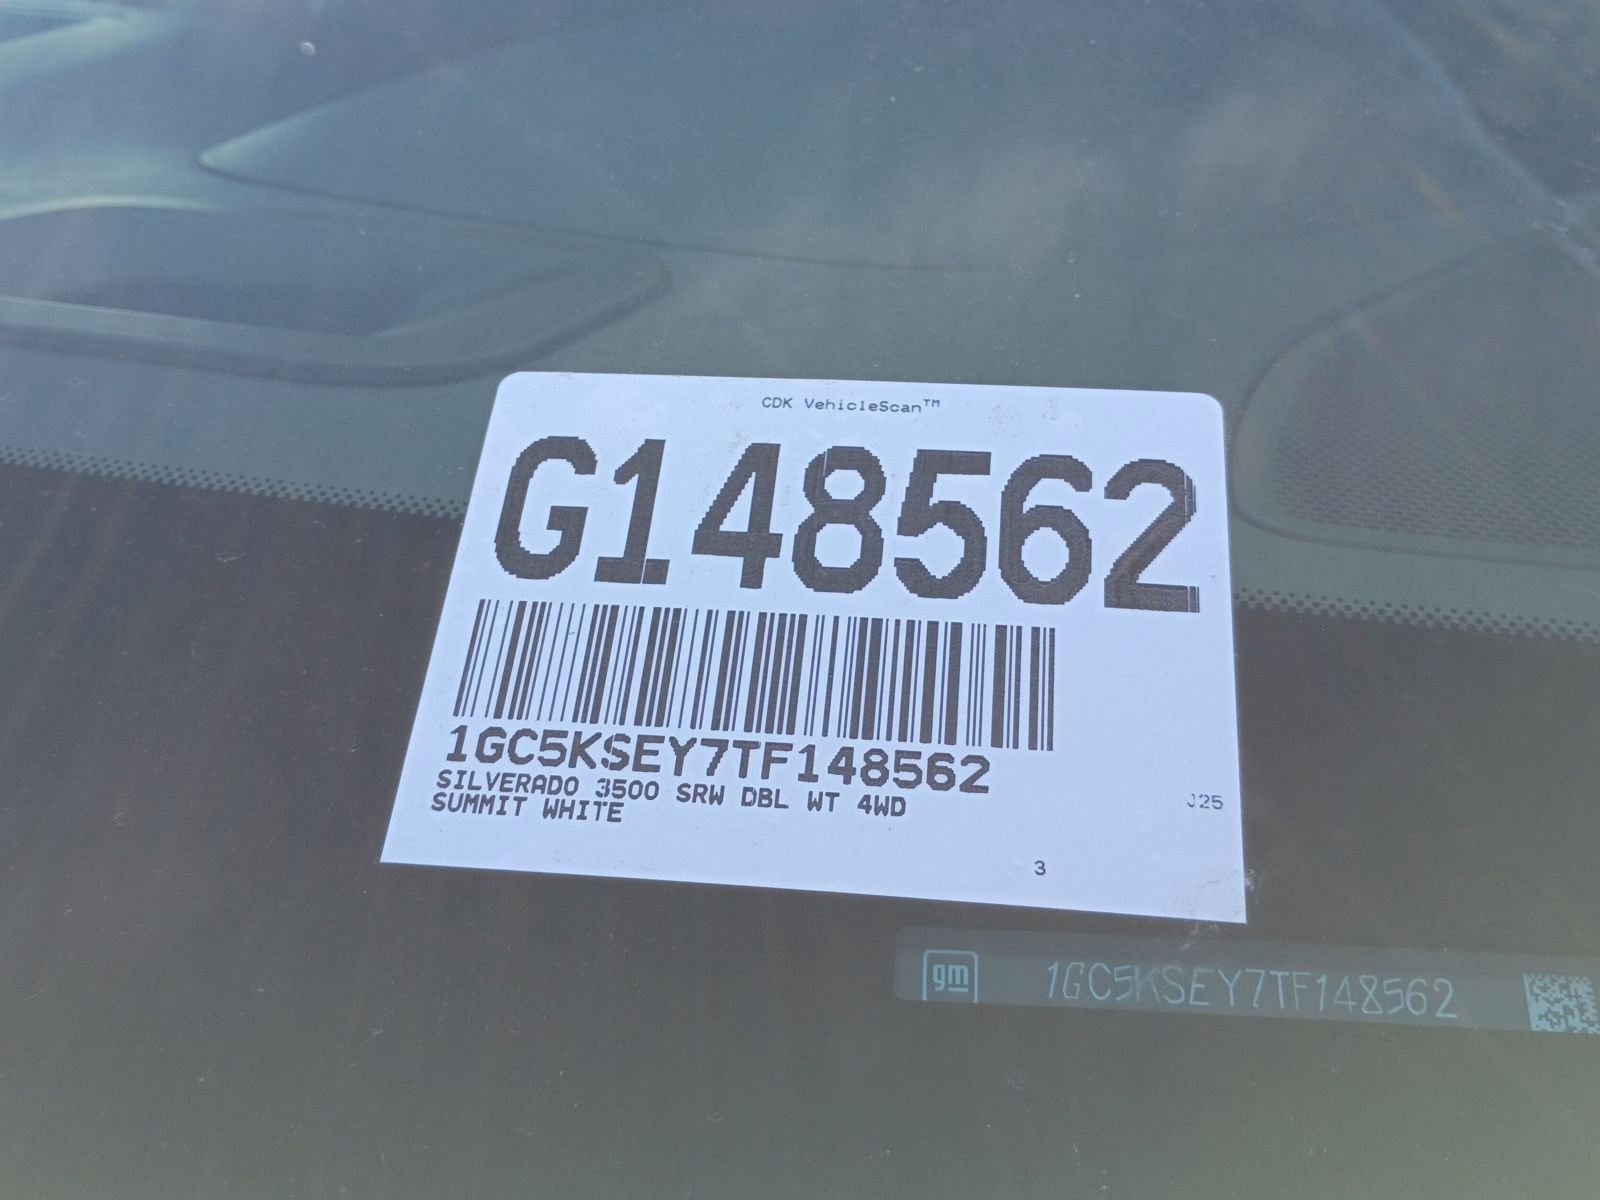 CDK VehicleScan™
G148562
1GC5KSEY7TF148562
SILVERADO 3500 SRW DBL WT 4WD
SUMMIT WHITE
J25
3
gm 1GC5KSEY7TF148562